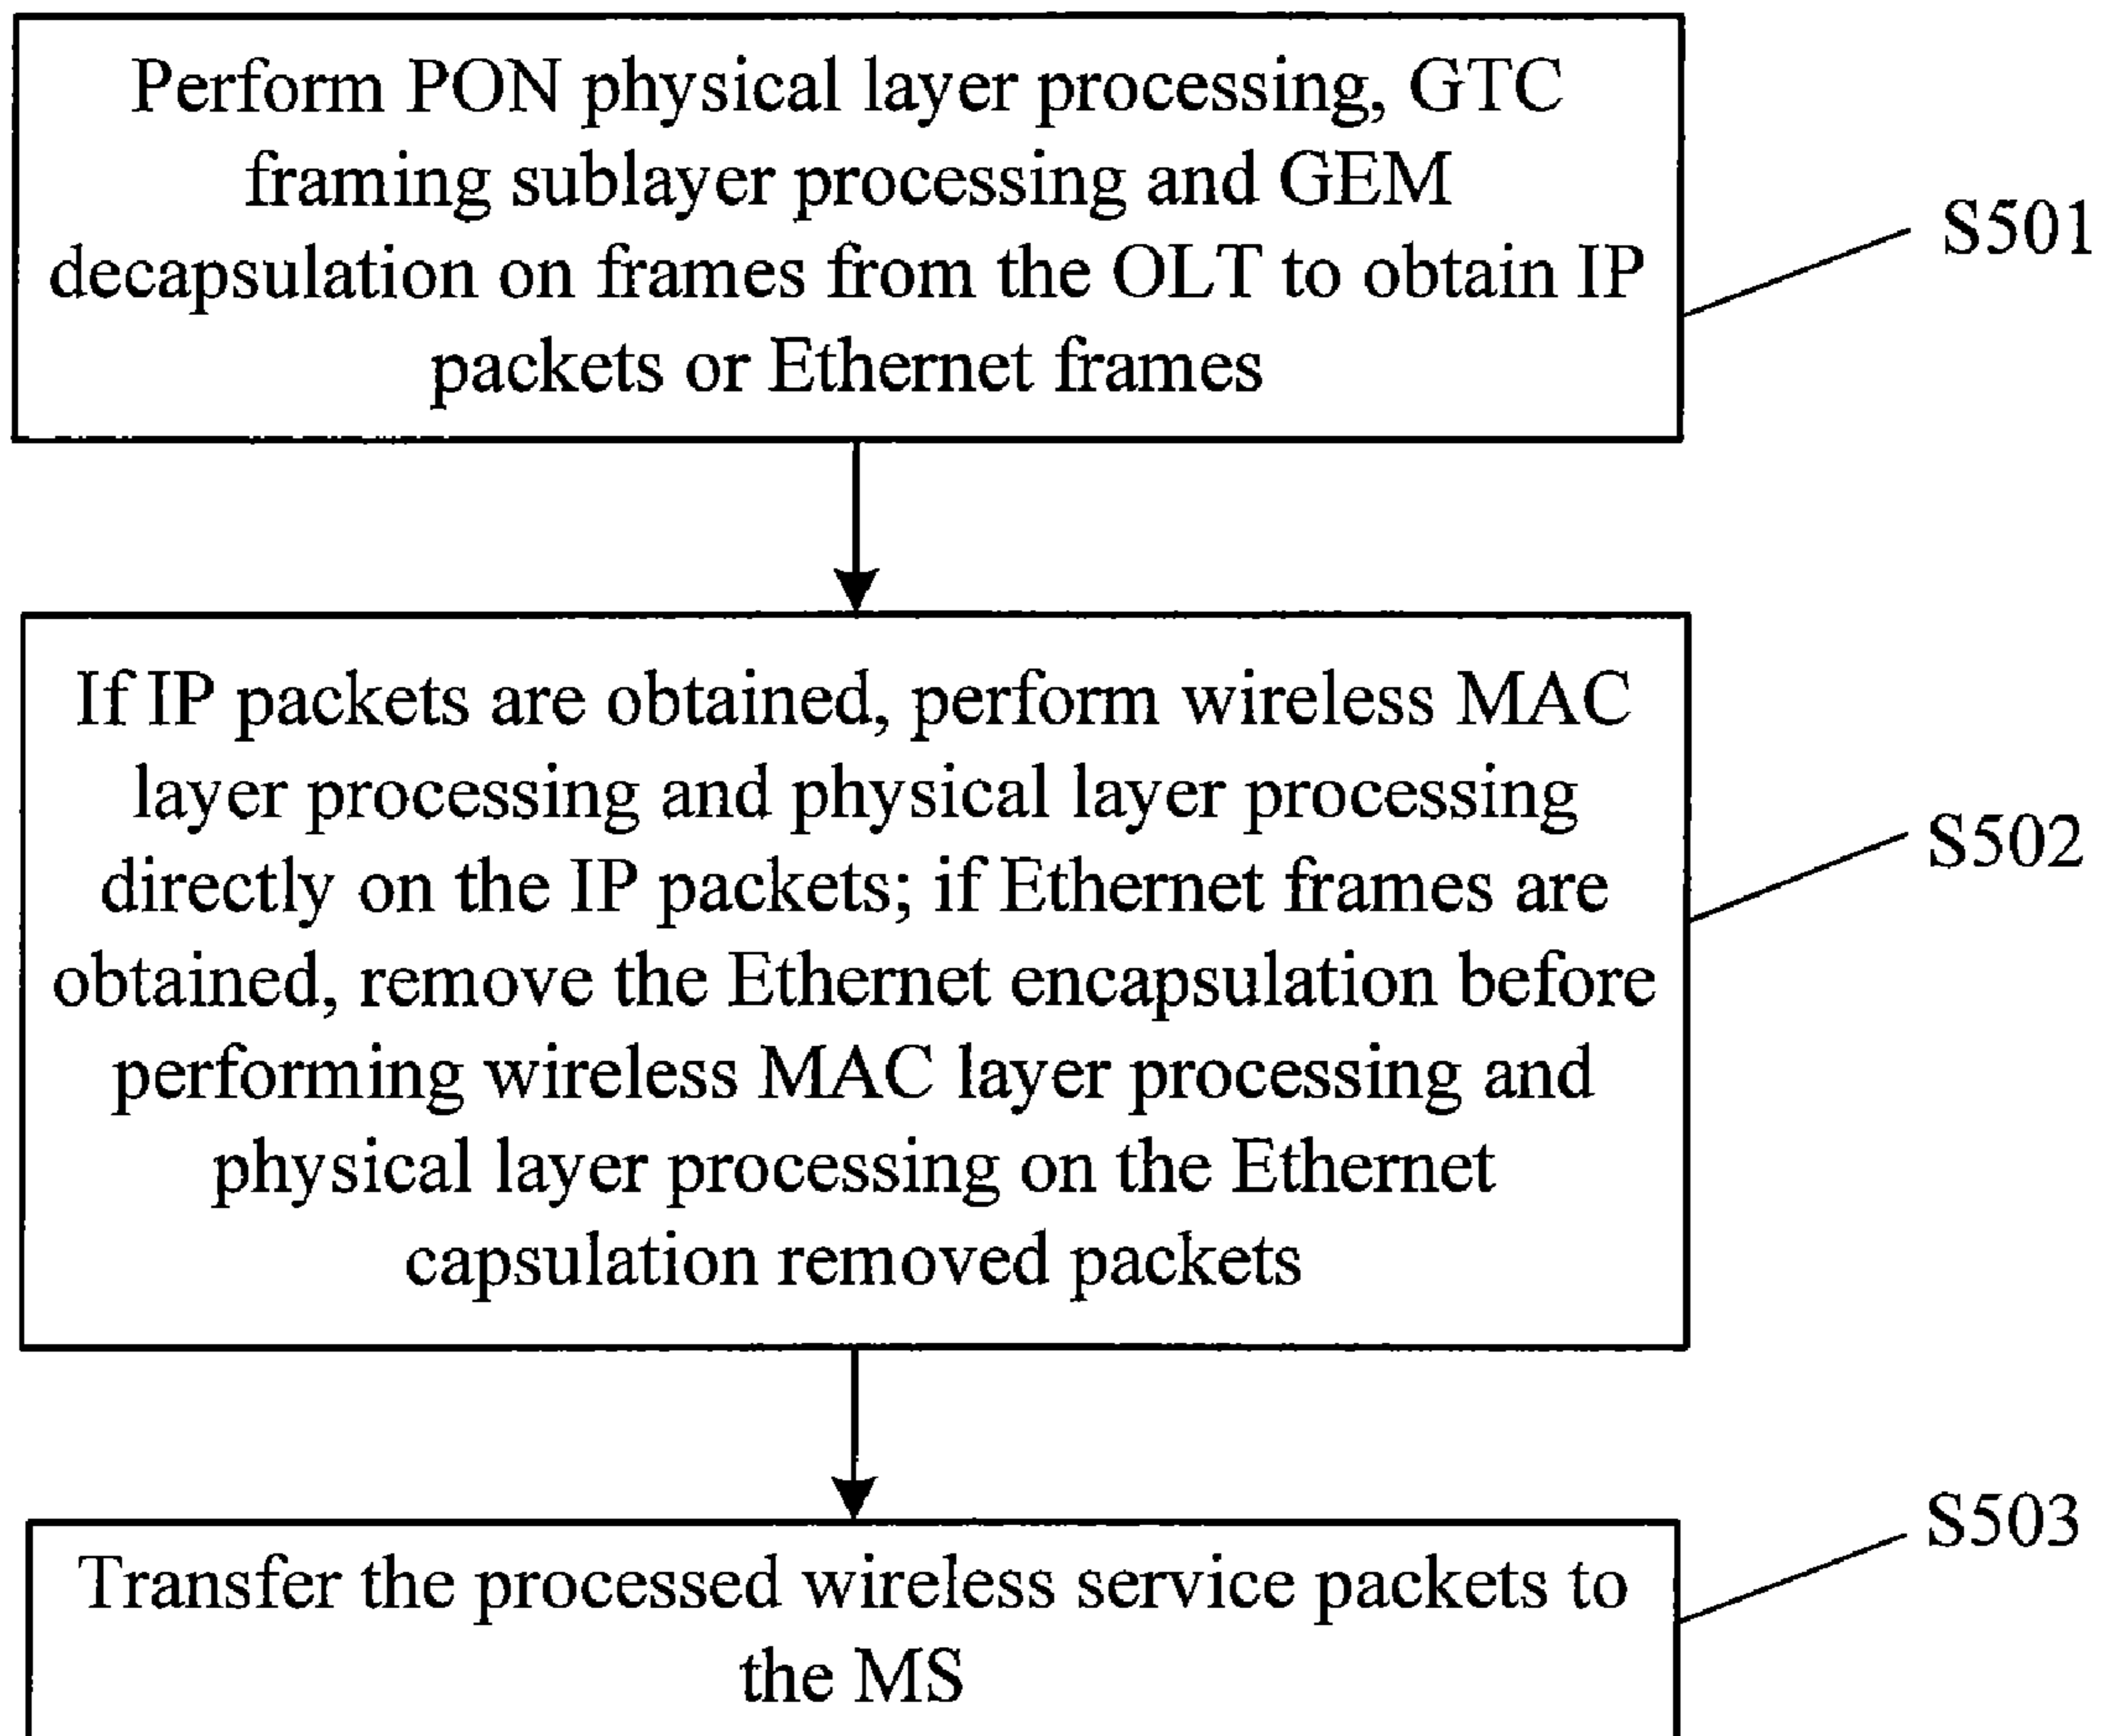 Perform PON physical layer processing, GTC
framing sublayer processing and GEM
decapsulation on frames from the OLT to obtain IP
packets or Ethernet frames
S501
If IP packets are obtained, perform wireless MAC
layer processing and physical layer processing
directly on the IP packets; if Ethernet frames are
obtained, remove the Ethernet encapsulation before
performing wireless MAC layer processing and
physical layer processing on the Ethernet
capsulation removed packets
S502
Transfer the processed wireless service packets to
the MS
S503